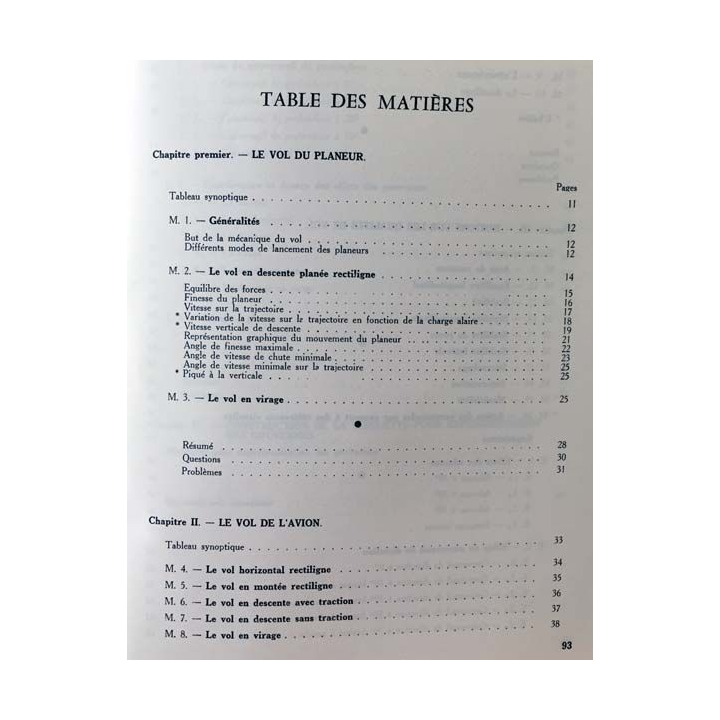 TABLE DES MATIÈRES
Chapitre premier. — LE VOL DU PLANEUR.
Pages
Tableau synoptique . . . 11
M. 1. — Généralités . . . 12
But de la mécanique du vol . . . 12
Différents modes de lancement des planeurs . . . 12
M. 2. — Le vol en descente planée rectiligne . . . 14
Equilibre des forces . . . 15
Finesse du planeur . . . 16
Vitesse sur la trajectoire . . . 17
* Variation de la vitesse sur la trajectoire en fonction de la charge alaire . . . 18
* Vitesse verticale de descente . . . 19
Représentation graphique du mouvement du planeur . . . 21
Angle de finesse maximale . . . 22
Angle de vitesse de chute minimale . . . 23
Angle de vitesse minimale sur la trajectoire . . . 25
* Piqué à la verticale . . . 25
M. 3. — Le vol en virage . . . 25
Résumé . . . 28
Questions . . . 30
Problèmes . . . 31
Chapitre II. — LE VOL DE L'AVION.
Tableau synoptique . . . 33
M. 4. — Le vol horizontal rectiligne . . . 34
M. 5. — Le vol en montée rectiligne . . . 35
M. 6. — Le vol en descente avec traction . . . 36
M. 7. — Le vol en descente sans traction . . . 37
M. 8. — Le vol en virage . . . 38
93